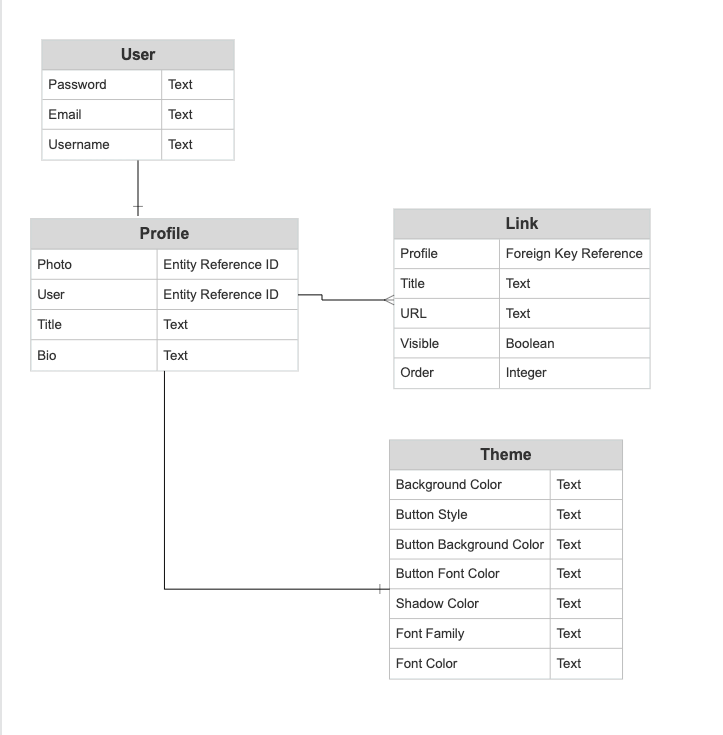 User
Password Text
Email Text
Username Text
Profile
Photo Entity Reference ID
User Entity Reference ID
Title Text
Bio Text
Link
Profile Foreign Key Reference
Title Text
URL Text
Visible Boolean
Order Integer
Theme
Background Color Text
Button Style Text
Button Background Color Text
Button Font Color Text
Shadow Color Text
Font Family Text
Font Color Text